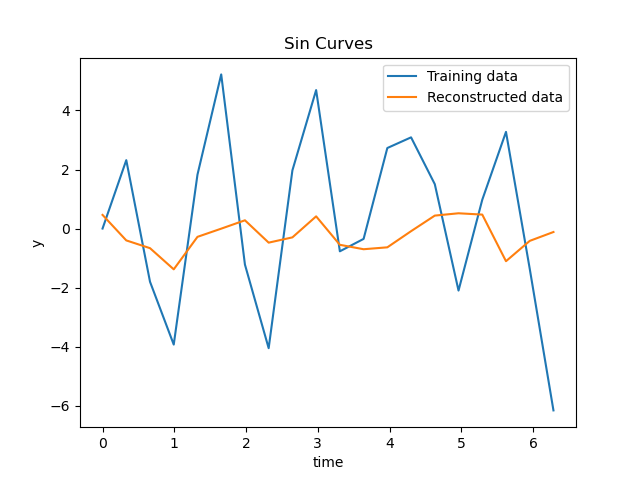 Sin Curves
Training data
Reconstructed data
y
4
2
0
−2
−4
−6
0 1 2 3 4 5 6
time